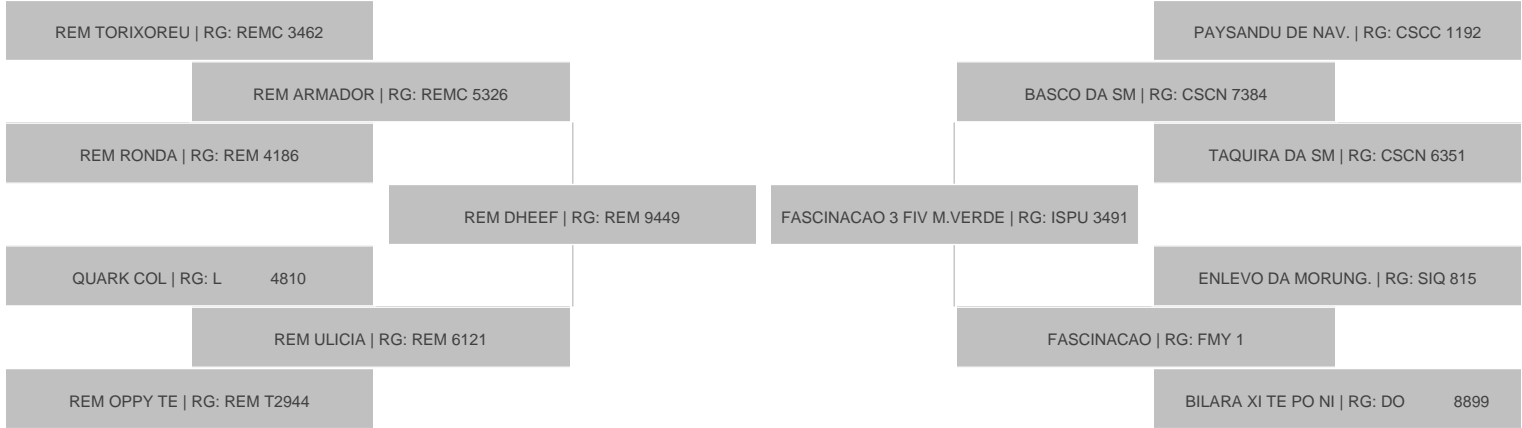 REM TORIXOREU | RG: REMC 3462
PAYSANDU DE NAV. | RG: CSCC 1192
REM ARMADOR | RG: REMC 5326
BASCO DA SM | RG: CSCN 7384
REM RONDA | RG: REM 4186
TAQUIRA DA SM | RG: CSCN 6351
REM DHEEF | RG: REM 9449
FASCINACAO 3 FIV M.VERDE | RG: ISPU 3491
QUARK COL | RG: L 4810
ENLEVO DA MORUNG. | RG: SIQ 815
REM ULICIA | RG: REM 6121
FASCINACAO | RG: FMY 1
REM OPPY TE | RG: REM T2944
BILARA XI TE PO NI | RG: DO 8899